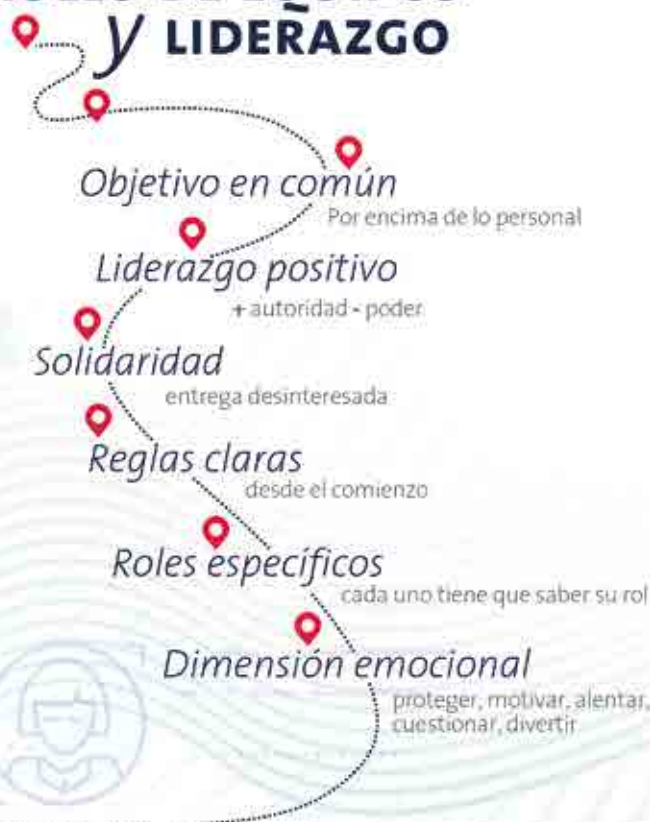 y LIDERAZGO
Objetivo en común
Por encima de lo personal
Liderazgo positivo
+ autoridad - poder
Solidaridad
entrega desinteresada
Reglas claras
desde el comienzo
Roles específicos
cada uno tiene que saber su rol
Dimensión emocional
proteger, motivar, alentar,
cuestionar, divertir